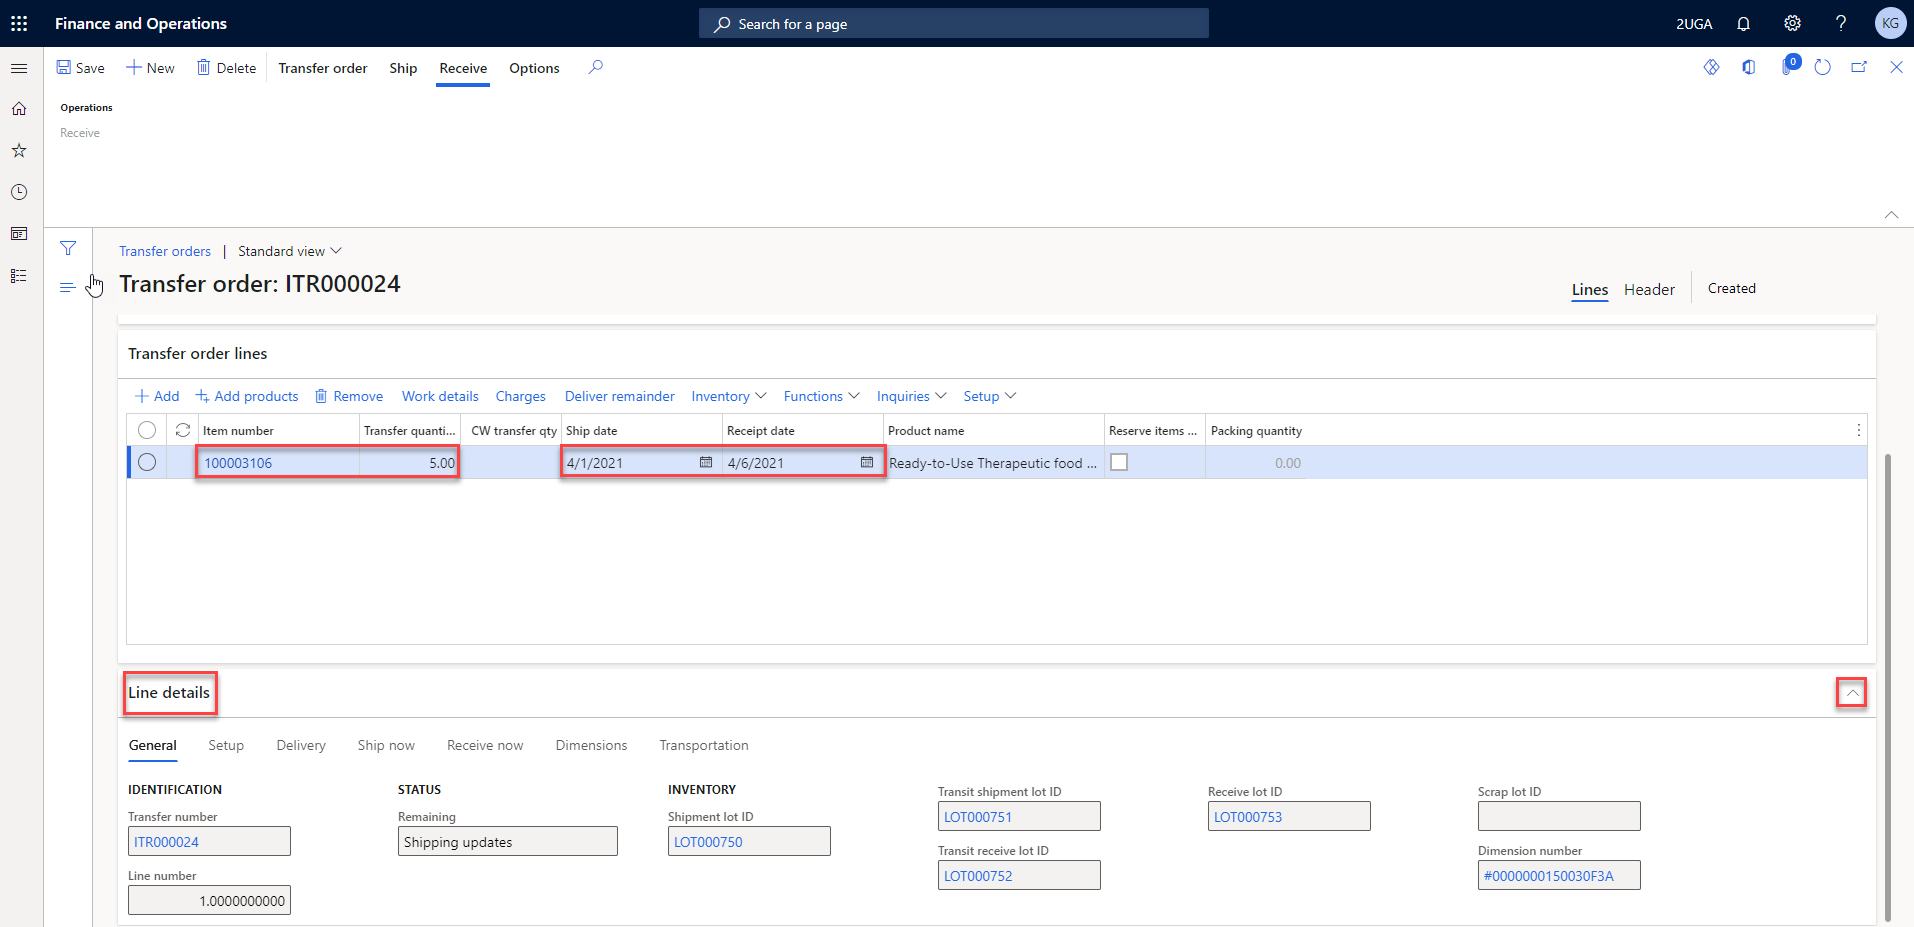 Finance and Operations
Search for a page
2UGA
?
KG
Save
New
Delete
Transfer order
Ship
Receive
Options
0
Operations
Receive
Transfer orders | Standard view
Transfer order: ITR000024
Lines
Header
Created
Transfer order lines
Add
Add products
Remove
Work details
Charges
Deliver remainder
Inventory
Functions
Inquiries
Setup
Item number
Transfer quanti...
CW transfer qty
Ship date
Receipt date
Product name
Reserve items ...
Packing quantity
100003106
5.00
4/1/2021
4/6/2021
Ready-to-Use Therapeutic food ...
0.00
Line details
General
Setup
Delivery
Ship now
Receive now
Dimensions
Transportation
IDENTIFICATION
Transfer number
ITR000024
Line number
1.0000000000
STATUS
Remaining
Shipping updates
INVENTORY
Shipment lot ID
LOT000750
Transit shipment lot ID
LOT000751
Transit receive lot ID
LOT000752
Receive lot ID
LOT000753
Scrap lot ID
Dimension number
#0000000150030F3A